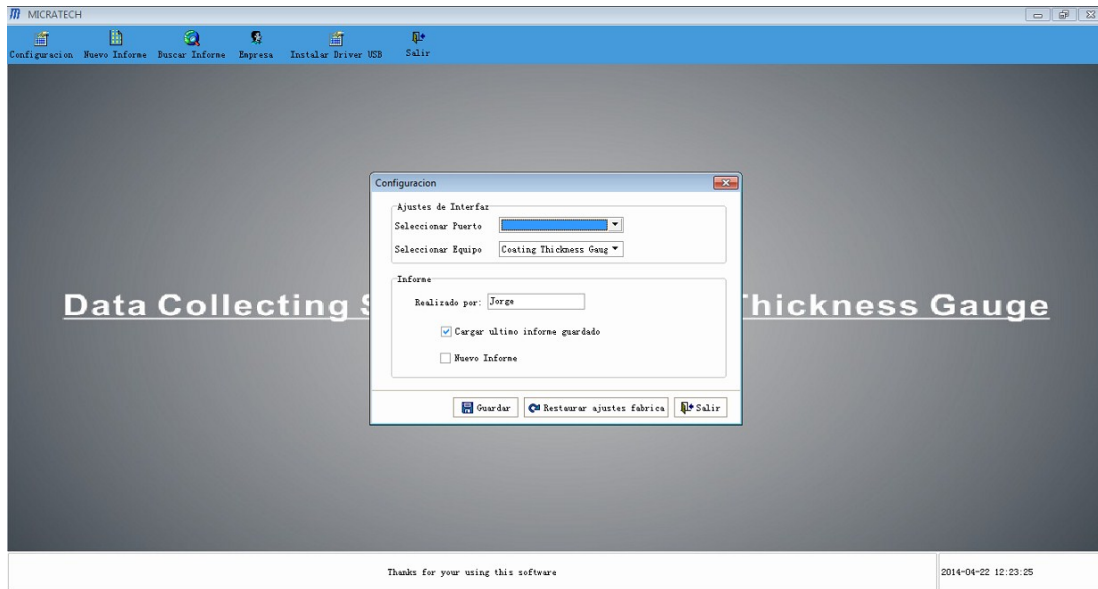 MICRATECH
Configuracion Nuevo Informe Buscar Informe Empresa Instalar Driver USB Salir
Configuracion
Ajustes de Interfaz
Seleccionar Puerto
Seleccionar Equipo Coating Thickness Gaug
Informe
Realizado por: Jorge
Data Collecting S hickness Gauge
Cargar ultimo informe guardado
Nuevo Informe
Guardar Restaurar ajustes fabrica Salir
Thanks for your using this software 2014-04-22 12:23:25